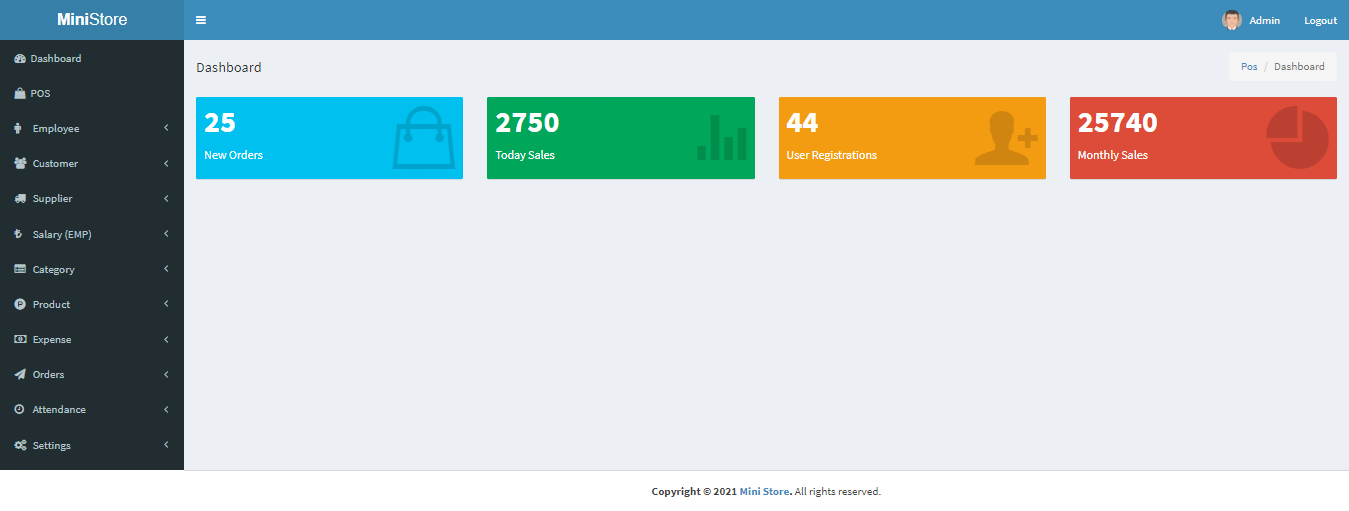 MiniStore
Admin
Logout
Dashboard
POS
Employee
Customer
Supplier
Salary (EMP)
Category
Product
Expense
Orders
Attendance
Settings
Dashboard
Pos / Dashboard
25
New Orders
2750
Today Sales
44
User Registrations
25740
Monthly Sales
Copyright © 2021 Mini Store. All rights reserved.